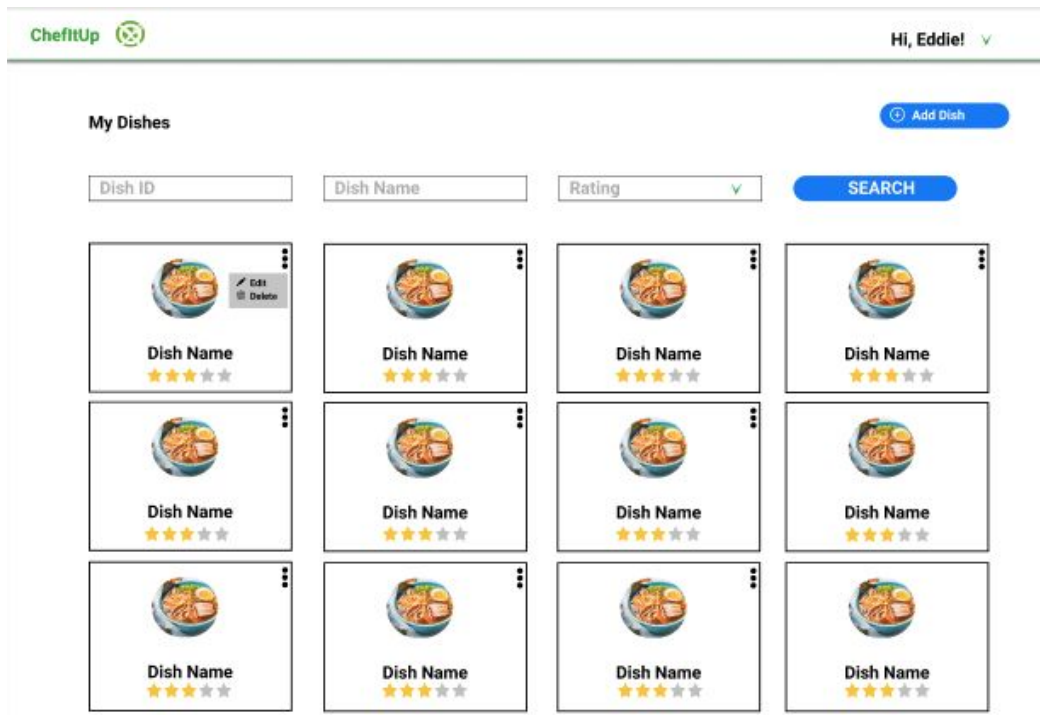 ChefItUp
Hi, Eddie!
My Dishes
Add Dish
Dish ID
Dish Name
Rating
SEARCH
Edit
Delete
Dish Name
Dish Name
Dish Name
Dish Name
Dish Name
Dish Name
Dish Name
Dish Name
Dish Name
Dish Name
Dish Name
Dish Name